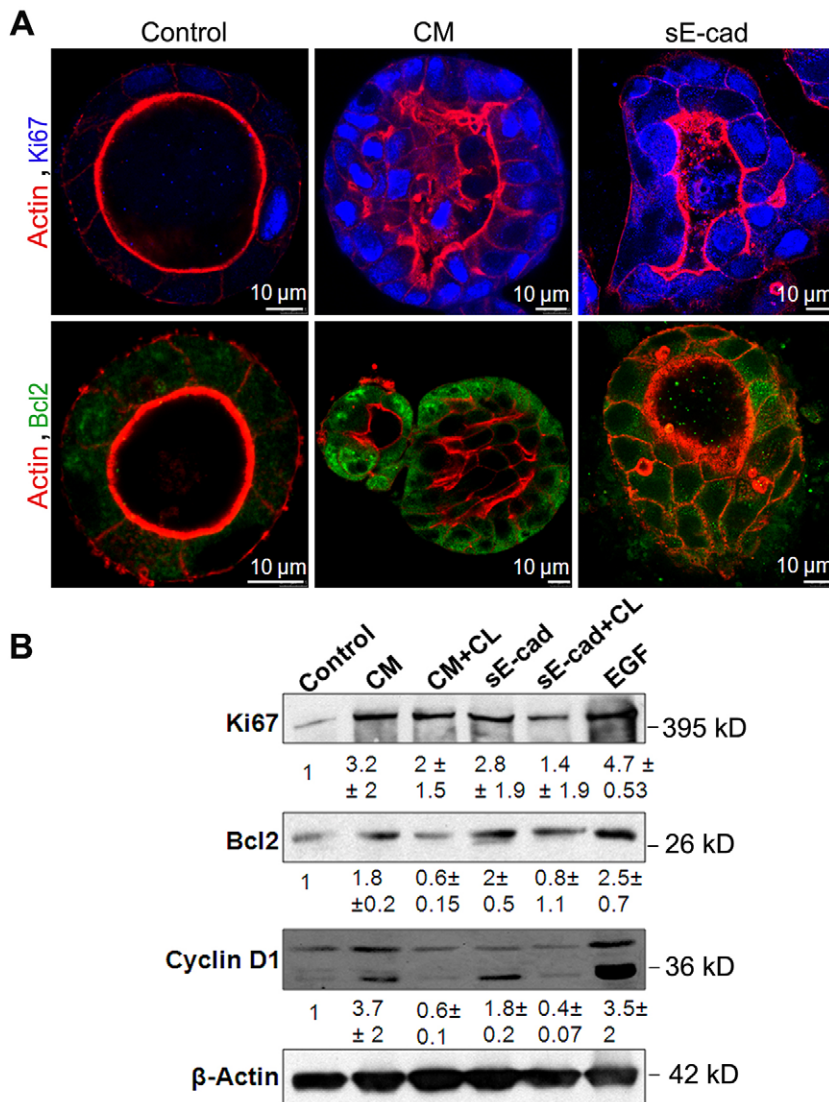 A
Control CM sE-cad
Actin , Ki67
10 µm 10 µm 10 µm
Actin , Bcl2
10 µm 10 µm 10 µm
B
Control CM CM+CL sE-cad sE-cad+CL EGF
Ki67 395 kD
1 3.2 2 ± 2.8 1.4 4.7 ±
± 2 1.5 ± 1.9 ± 1.9 0.53
Bcl2 26 kD
1 1.8 0.6± 2± 0.8± 2.5±
±0.2 0.15 0.5 1.1 0.7
Cyclin D1 36 kD
1 3.7 0.6± 1.8± 0.4± 3.5±
± 2 0.1 0.2 0.07 2
β-Actin 42 kD